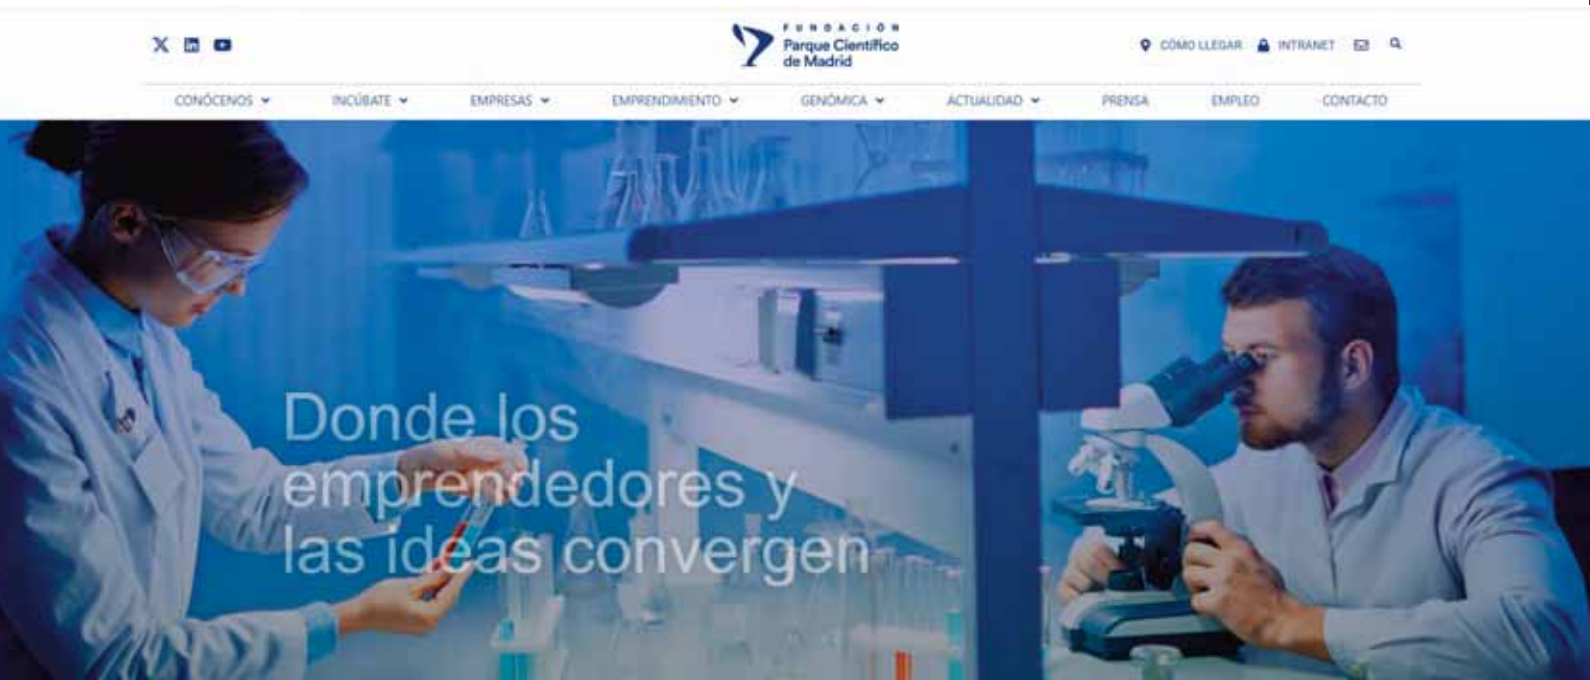 FUNDACIÓN
Parque Científico
de Madrid
CÓMO LLEGAR INTRANET
CONÓCENOS INCÚBATE EMPRESAS EMPRENDIMIENTO GENÓMICA ACTUALIDAD PRENSA EMPLEO CONTACTO
Donde los
emprendedores y
las ideas convergen